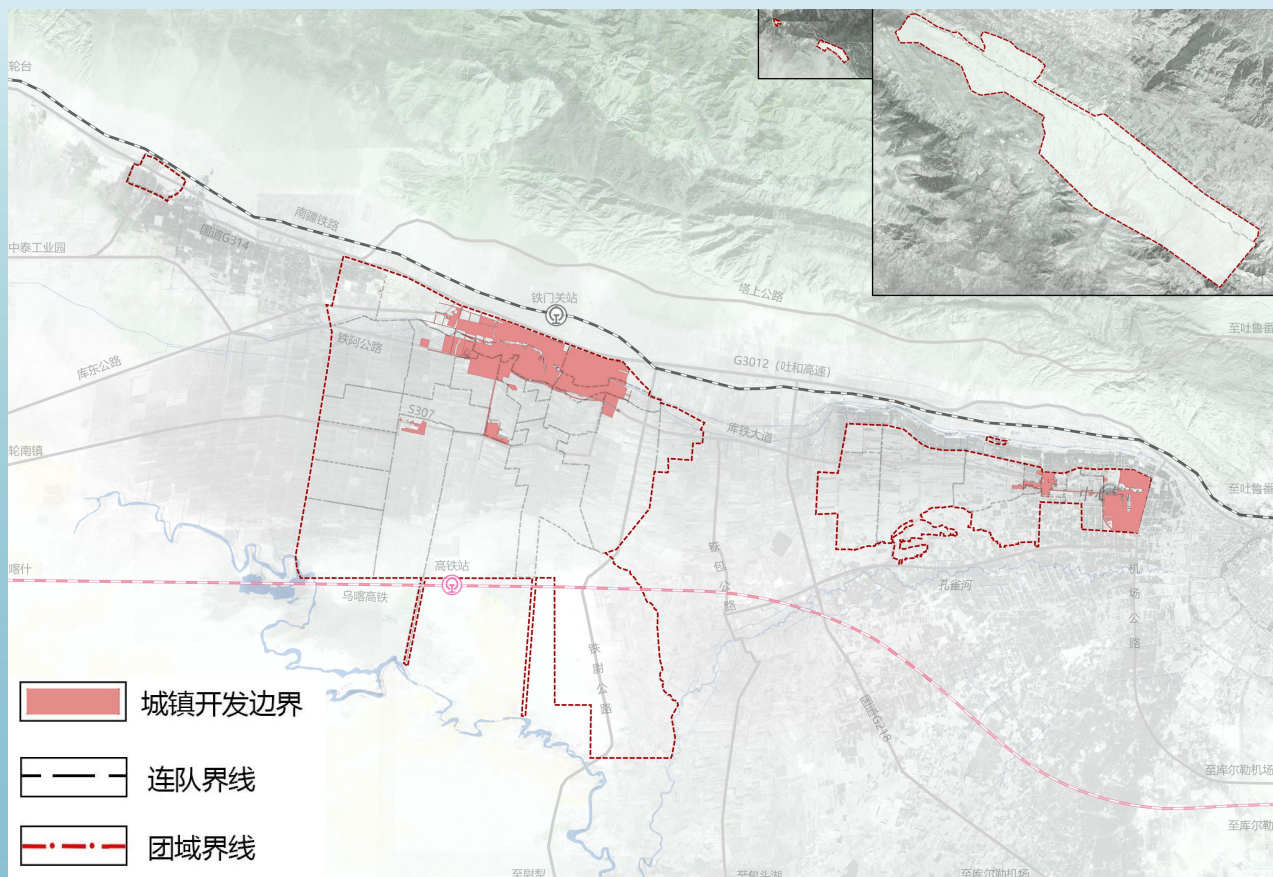 轮台
南疆铁路
国道G314
中泰工业园
铁门关站
塔上公路
至吐鲁番
铁阿公路
G3012（吐和高速）
库东公路
S307
库铁大道
轮南镇
至吐鲁番
喀什
高铁站
乌喀高铁
铁包公路
孔雀河
机场公路
铁尉公路
国道G218
城镇开发边界
连队界线
至库尔勒机场
团域界线
至库尔勒
至尉犁
至包头湖
至库尔勒机场